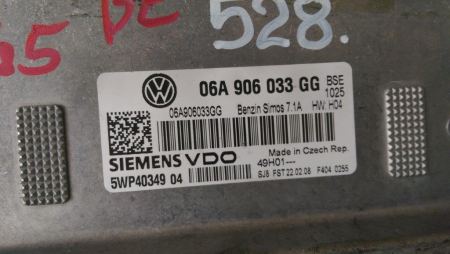 528.
06A 906 033 GG BSE
1025
06A906033GG Benzin Simos 7.1A HW: H04
Made in Czech Rep.
SIEMENS VDO 49H01---
5WP40349 04 SJ5 FST 22.02.08 F404 0255